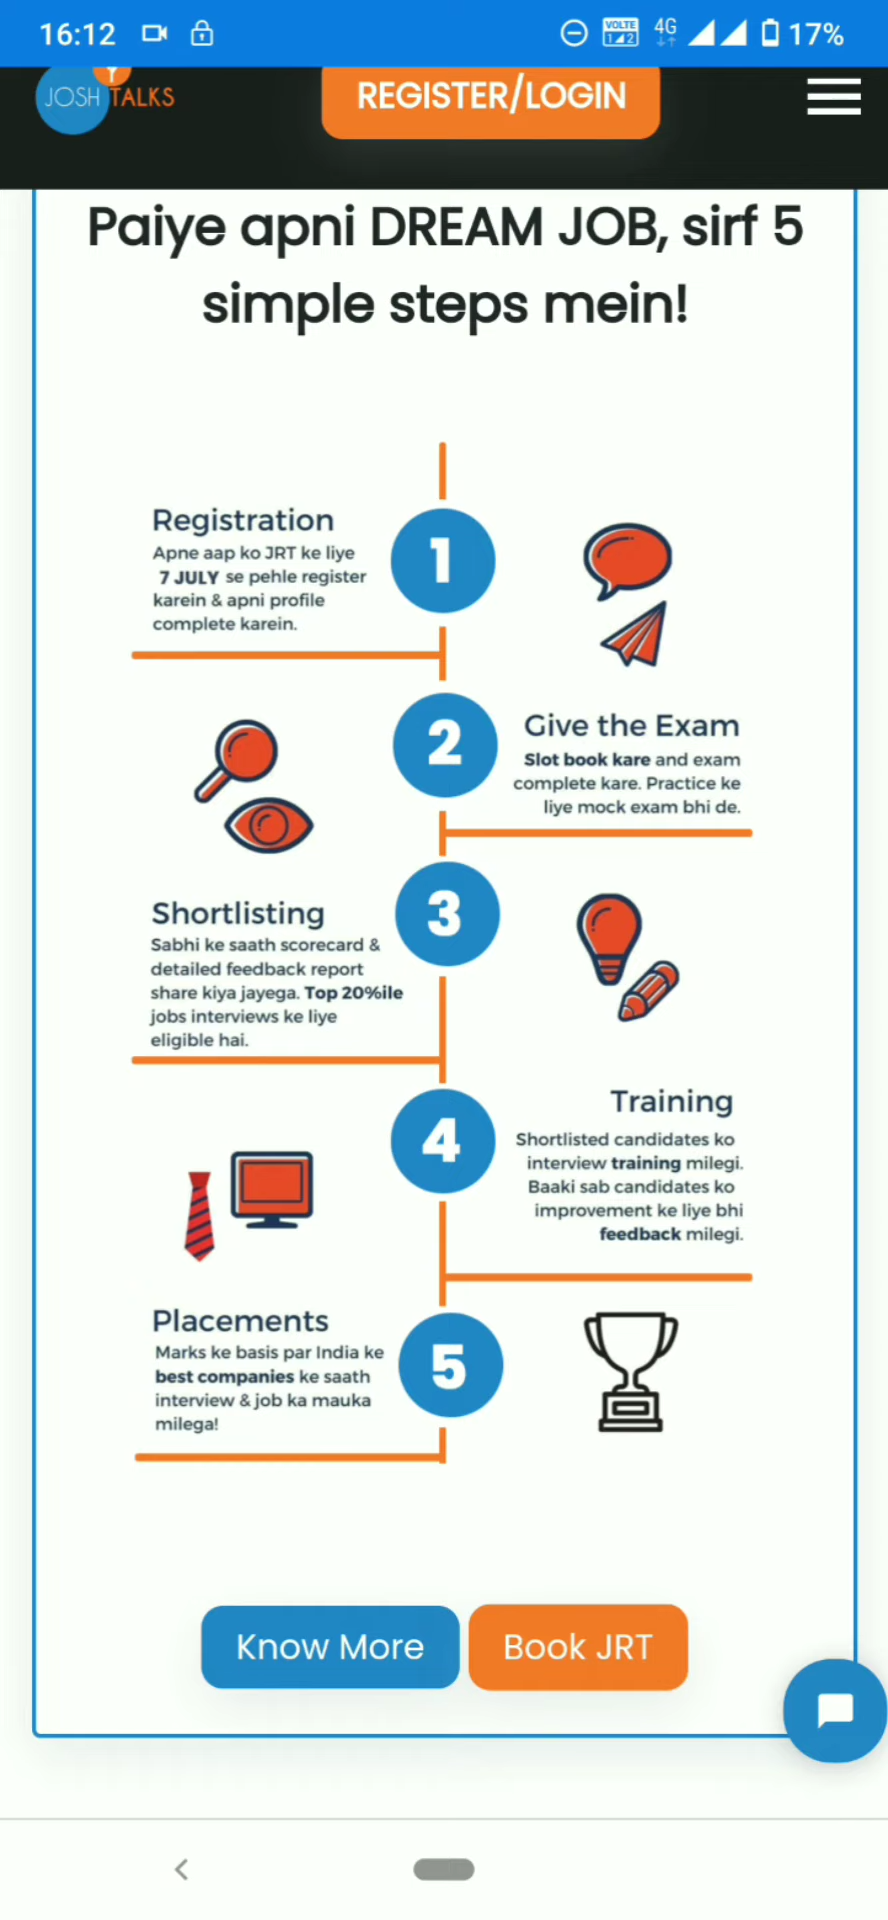 16:12
VOLTE
1 2
4G
17%
JOSH TALKS
REGISTER/LOGIN
Paiye apni DREAM JOB, sirf 5
simple steps mein!
1
Registration
Apne aap ko JRT ke liye
7 JULY se pehle register
karein & apni profile
complete karein.
2
Give the Exam
Slot book kare and exam
complete kare. Practice ke
liye mock exam bhi de.
3
Shortlisting
Sabhi ke saath scorecard &
detailed feedback report
share kiya jayega. Top 20%ile
jobs interviews ke liye
eligible hai.
4
Training
Shortlisted candidates ko
interview training milegi.
Baaki sab candidates ko
improvement ke liye bhi
feedback milegi.
5
Placements
Marks ke basis par India ke
best companies ke saath
interview & job ka mauka
milega!
Know More
Book JRT